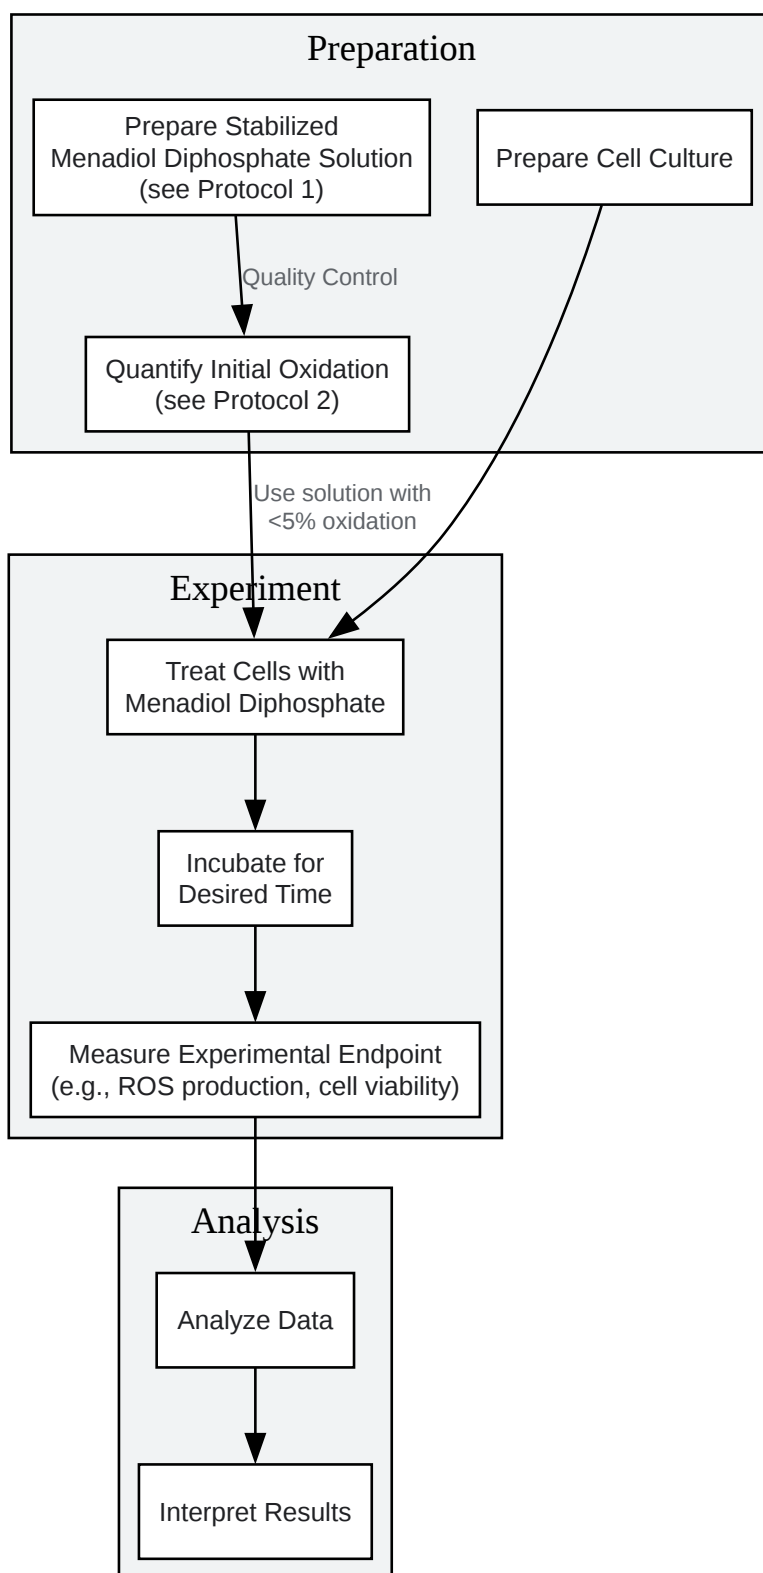 Preparation
Prepare Stabilized
Menadiol Diphosphate Solution
(see Protocol 1)
Prepare Cell Culture
Quality Control
Quantify Initial Oxidation
(see Protocol 2)
Use solution with
<5% oxidation
Experiment
Treat Cells with
Menadiol Diphosphate
Incubate for
Desired Time
Measure Experimental Endpoint
(e.g., ROS production, cell viability)
Analysis
Analyze Data
Interpret Results